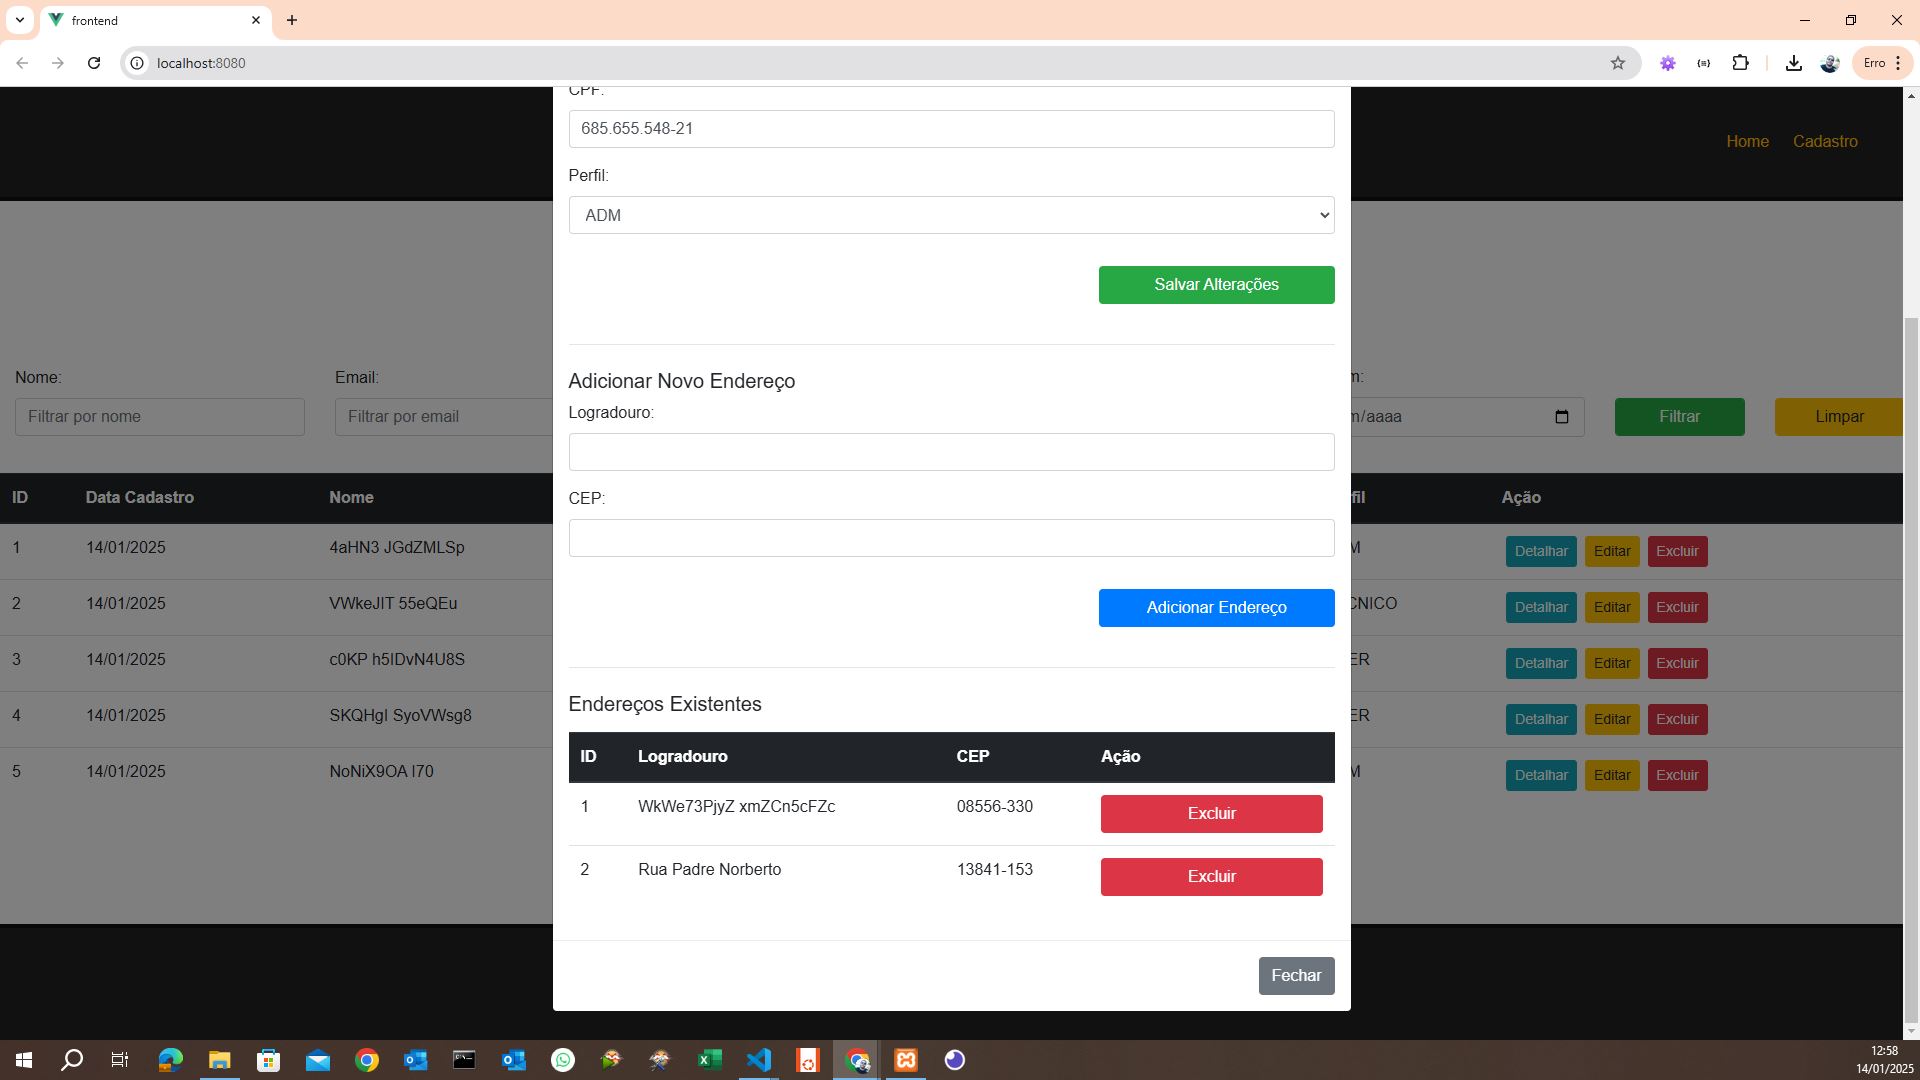 frontend
localhost:8080
Erro
CPF:
685.655.548-21
Home Cadastro
Perfil:
ADM
Salvar Alterações
Adicionar Novo Endereço
Nome: Email: m:
Logradouro:
Filtrar por nome Filtrar por email m/aaaa Filtrar Limpar
ID Data Cadastro Nome CEP: fil Ação
1 14/01/2025 4aHN3 JGdZMLSp M Detalhar Editar Excluir
2 14/01/2025 VWkeJIT 55eQEu CNICO Detalhar Editar Excluir
Adicionar Endereço
3 14/01/2025 c0KP h5IDvN4U8S ER Detalhar Editar Excluir
4 14/01/2025 SKQHgI SyoVWsg8 ER Detalhar Editar Excluir
Endereços Existentes
5 14/01/2025 NoNiX9OA I70 M Detalhar Editar Excluir
ID Logradouro CEP Ação
1 WkWe73PjyZ xmZCn5cFZc 08556-330 Excluir
2 Rua Padre Norberto 13841-153 Excluir
Fechar
12:58
14/01/2025